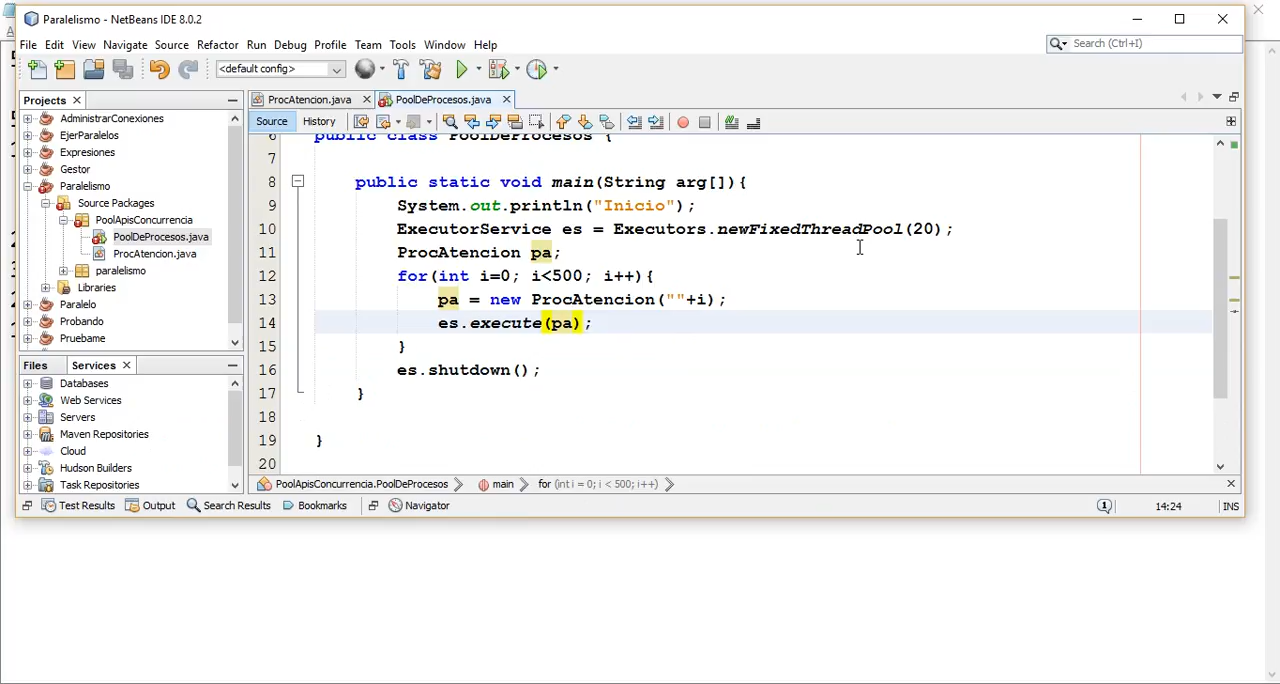 Paralelismo - NetBeans IDE 8.0.2
File Edit View Navigate Source Refactor Run Debug Profile Team Tools Window Help
Search (Ctrl+I)
<default config>
Projects
AdministrarConexiones
EjerParalelos
Expresiones
Gestor
Paralelismo
Source Packages
PoolApisConcurrencia
PoolDeProcesos.java
ProcAtencion.java
paralelismo
Libraries
Paralelo
Probando
Pruebame
Files Services
Databases
Web Services
Servers
Maven Repositories
Cloud
Hudson Builders
Task Repositories
ProcAtencion.java PoolDeProcesos.java
Source History
6 public class PoolDeProcesos {
7
8 public static void main(String arg[]){
9 System.out.println("Inicio");
10 ExecutorService es = Executors.newFixedThreadPool(20);
11 ProcAtencion pa;
12 for(int i=0; i<500; i++){
13 pa = new ProcAtencion(""+i);
14 es.execute(pa);
15 }
16 es.shutdown();
17 }
18
19 }
20
PoolApisConcurrencia.PoolDeProcesos main for (int i = 0; i < 500; i++)
Test Results Output Search Results Bookmarks Navigator
1 14:24 INS